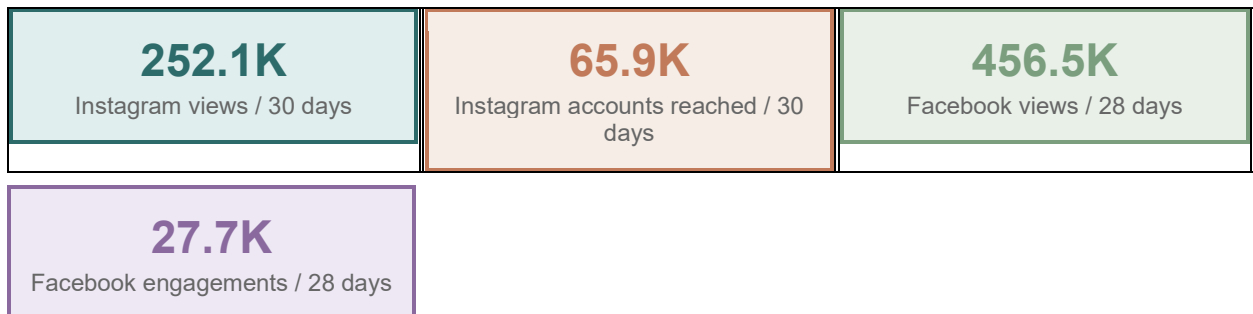 252.1K
Instagram views / 30 days
65.9K
Instagram accounts reached / 30
days
456.5K
Facebook views / 28 days
27.7K
Facebook engagements / 28 days